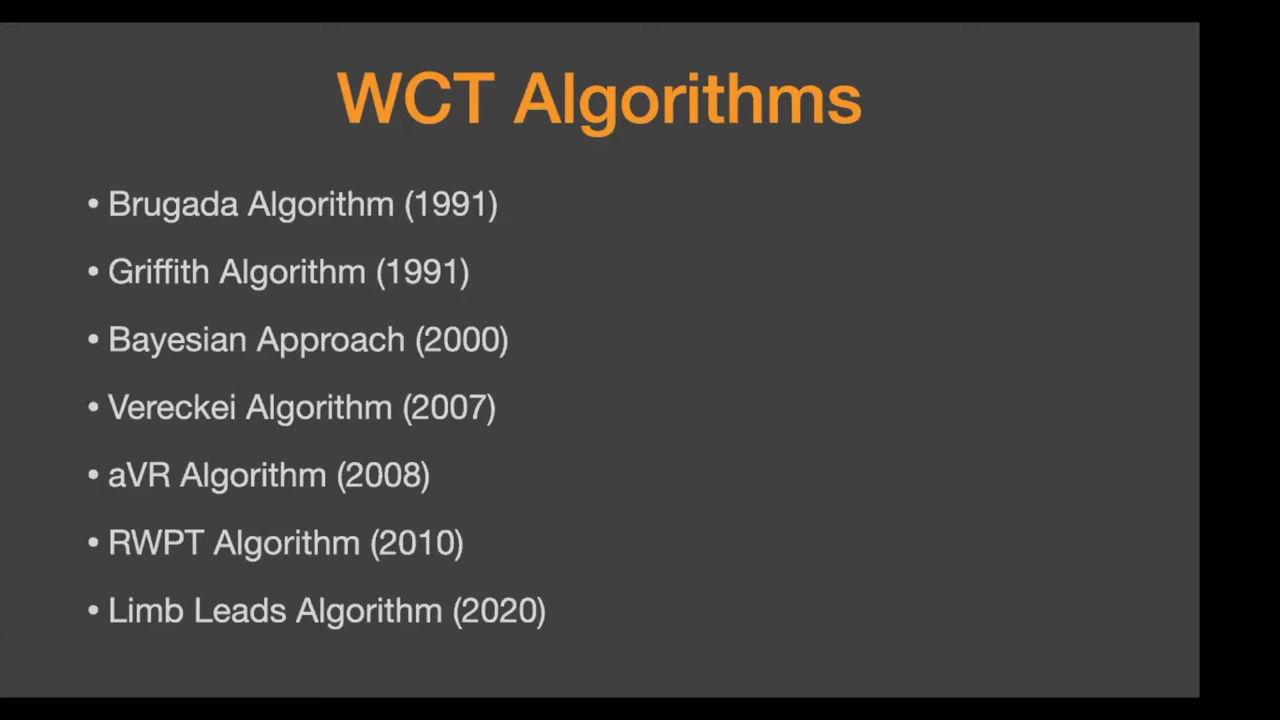 WCT Algorithms
• Brugada Algorithm (1991)
• Griffith Algorithm (1991)
• Bayesian Approach (2000)
• Vereckei Algorithm (2007)
• aVR Algorithm (2008)
• RWPT Algorithm (2010)
• Limb Leads Algorithm (2020)